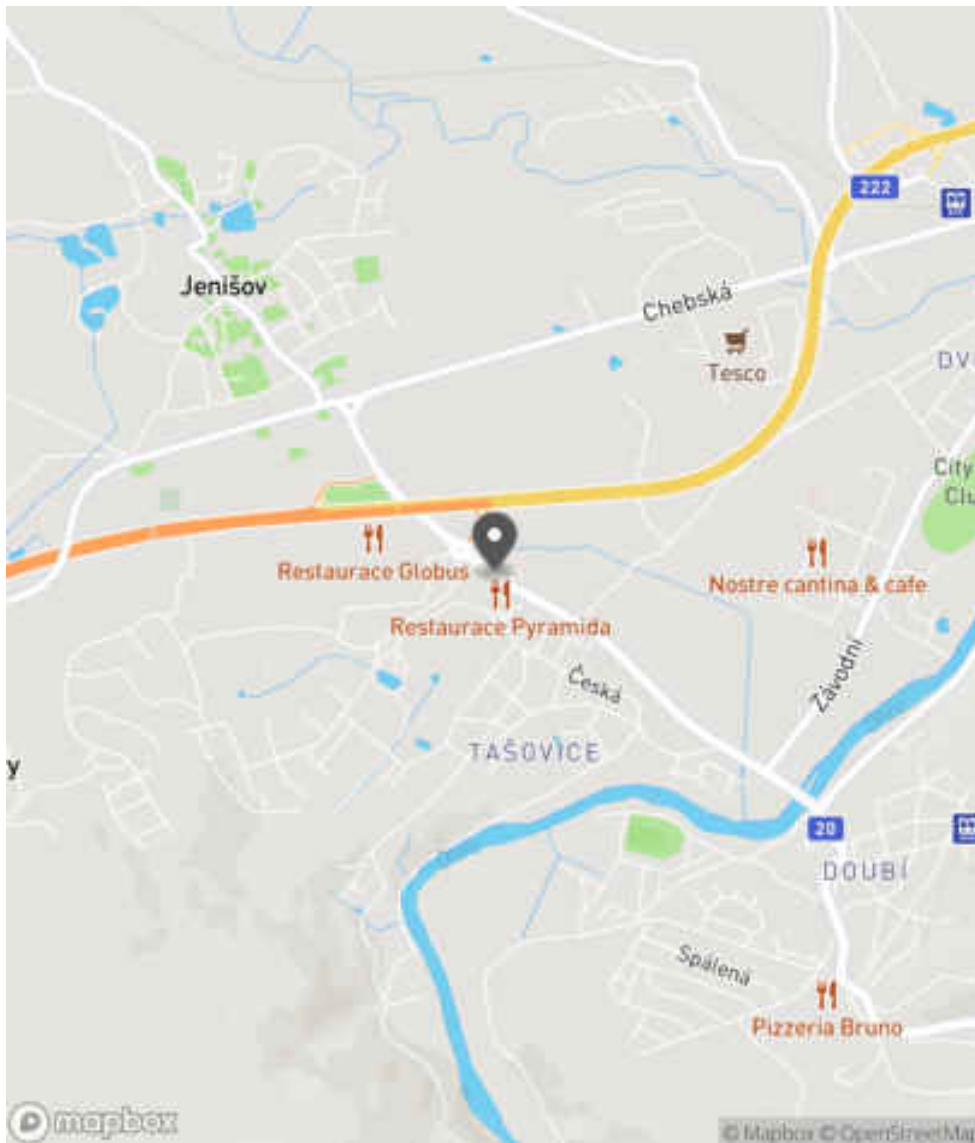 222
Jenišov
Chebská
Tesco
DV
City
Clu
Restaurace Globus
Nostre cantina & cafe
Restaurace Pyramida
Česká
Závodní
TAŠOVICE
y
20
DOUBÍ
Spálená
Pizzeria Bruno
mapbox
© Mapbox © OpenStreetMap